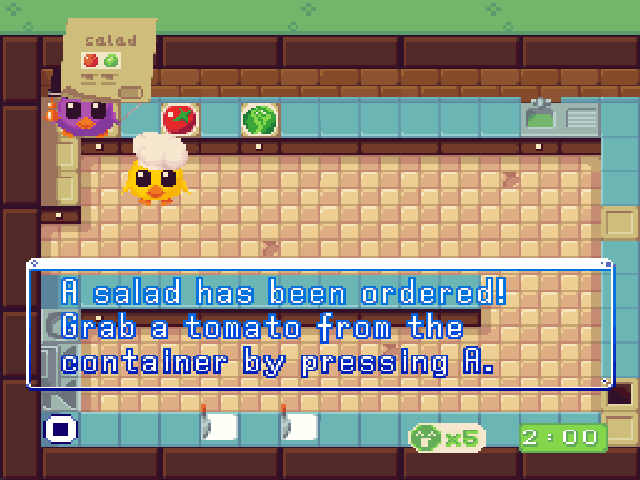 salad
A salad has been ordered!
Grab a tomato from the
container by pressing A.
x5
2:00